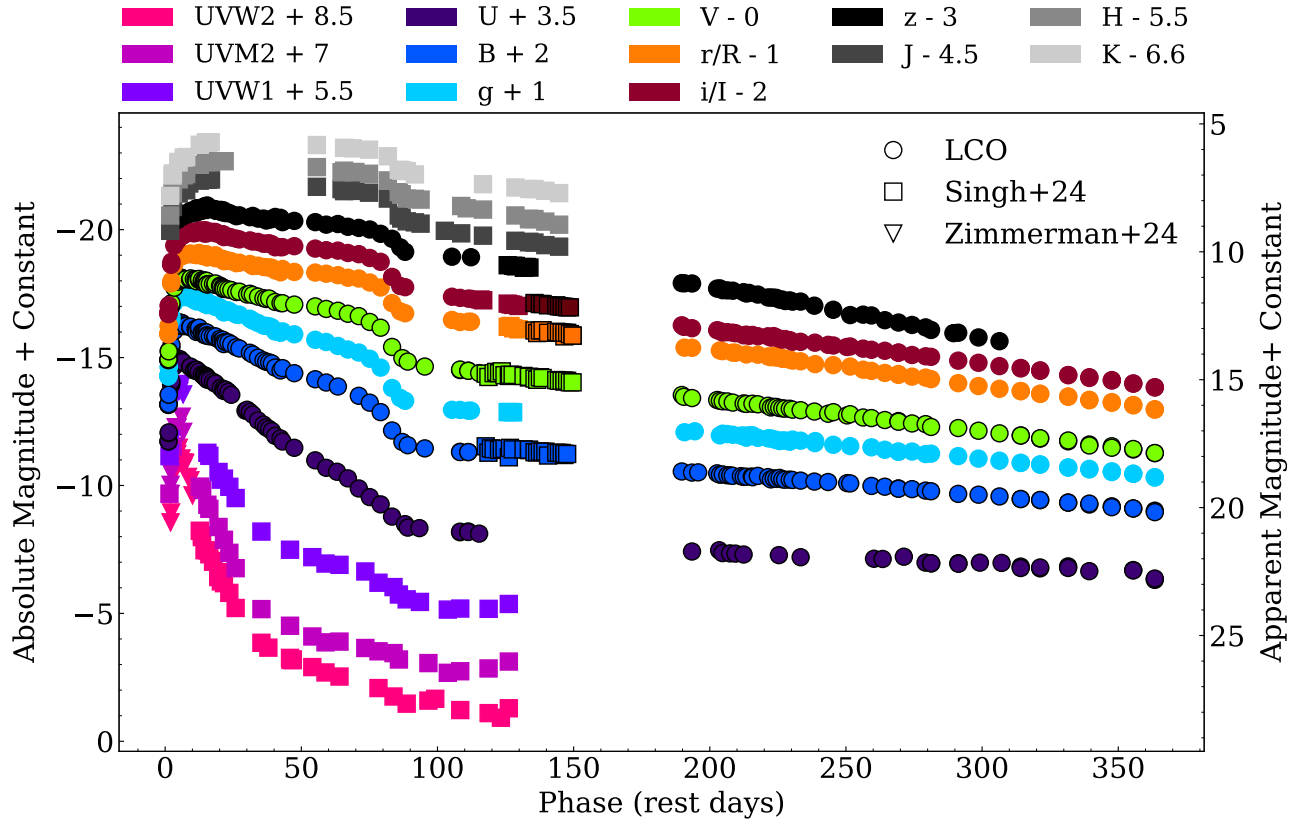 UVW2 + 8.5 U + 3.5 V - 0 z - 3 H - 5.5
UVM2 + 7 B + 2 r/R - 1 J - 4.5 K - 6.6
UVW1 + 5.5 g + 1 i/I - 2
LCO
Singh+24
Zimmerman+24
Absolute Magnitude + Constant
−20
−15
−10
−5
0
5
10
15
20
25
Apparent Magnitude+ Constant
0 50 100 150 200 250 300 350
Phase (rest days)